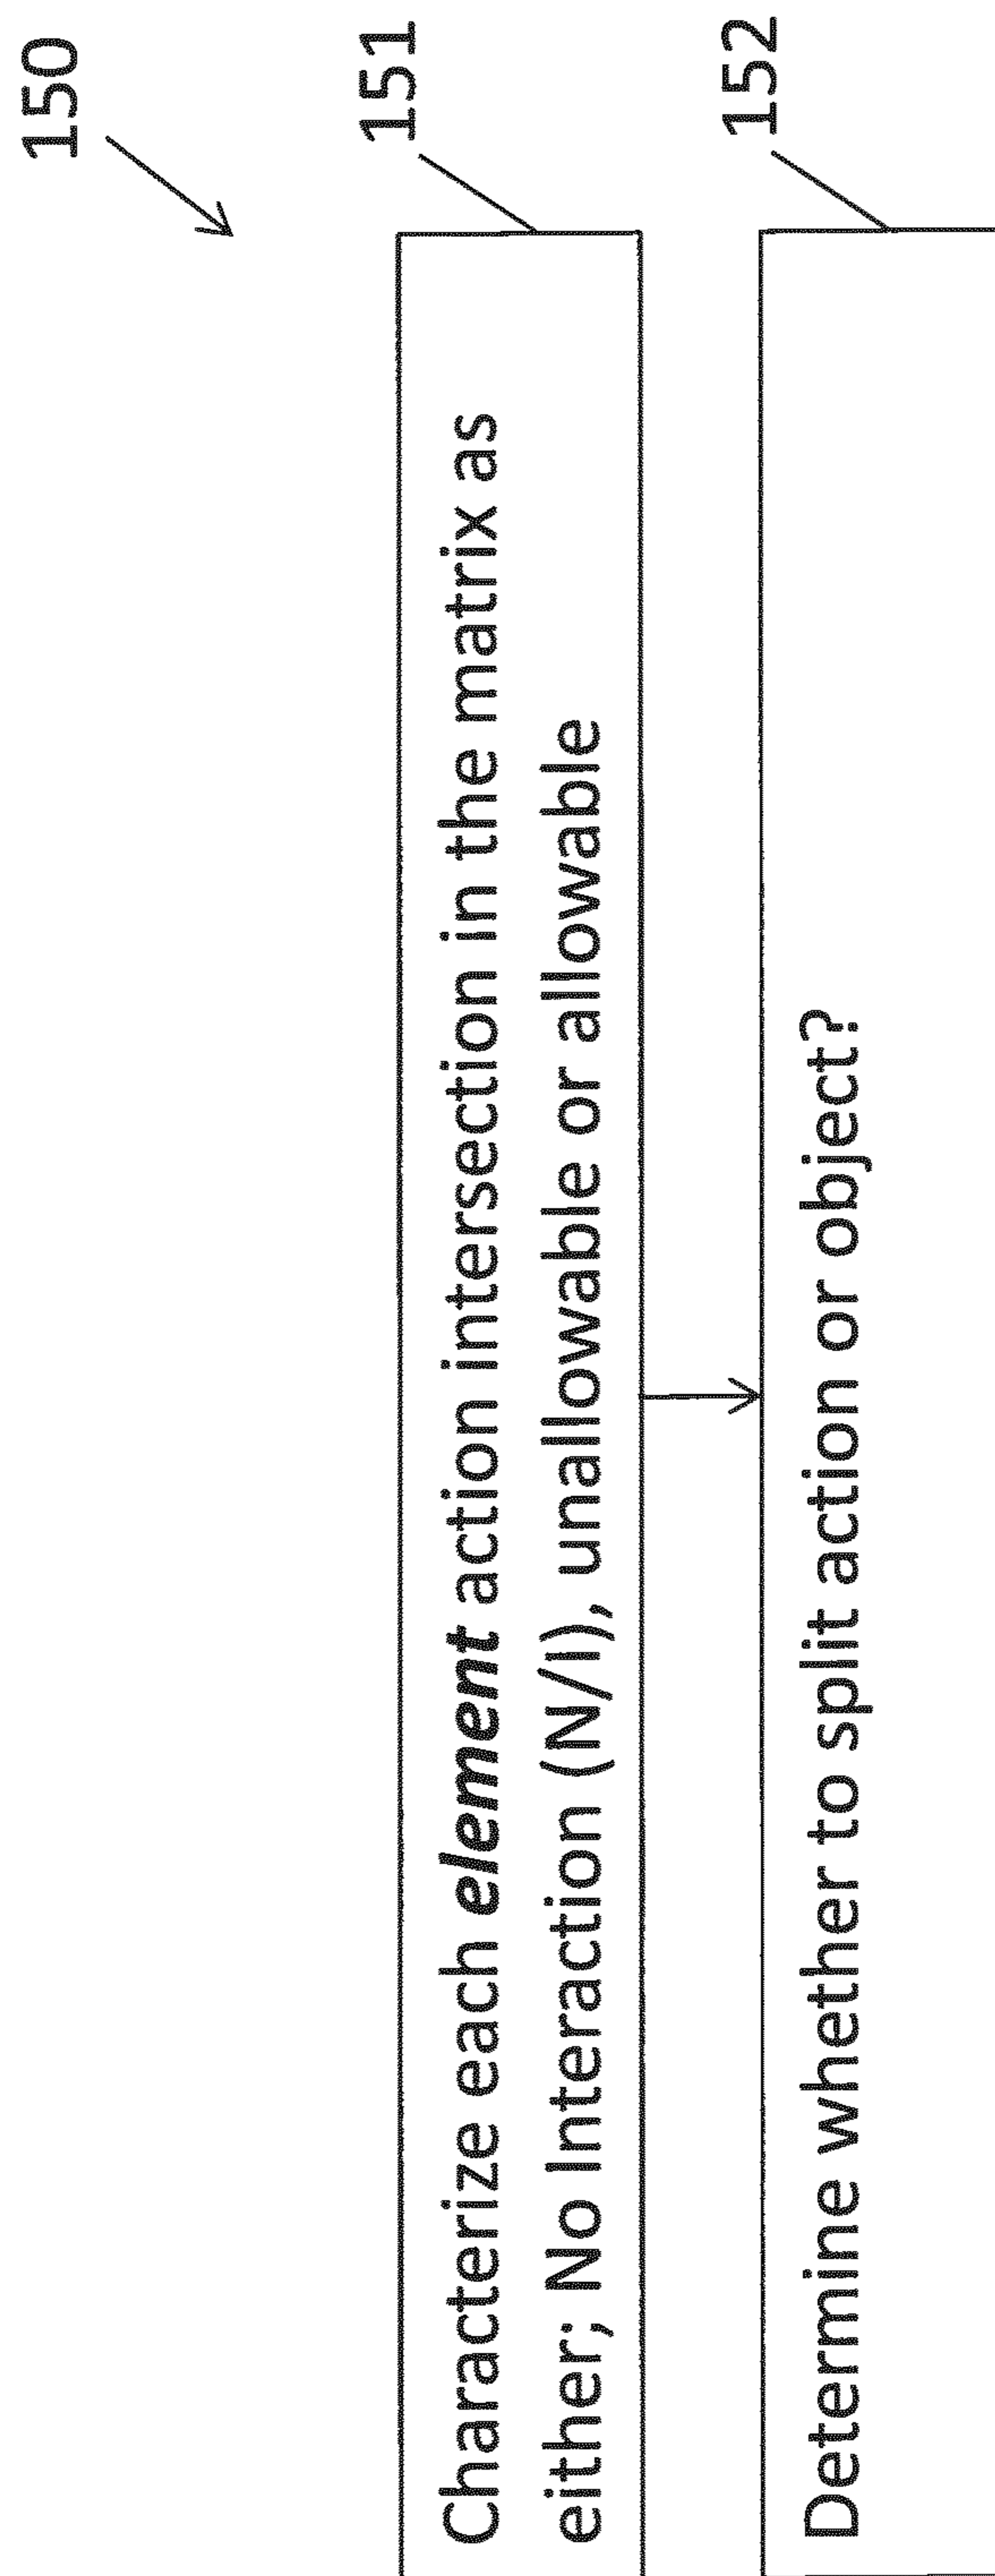 150
151
Characterize each element action intersection in the matrix as
either; No Interaction (N/I), unallowable or allowable
152
Determine whether to split action or object?